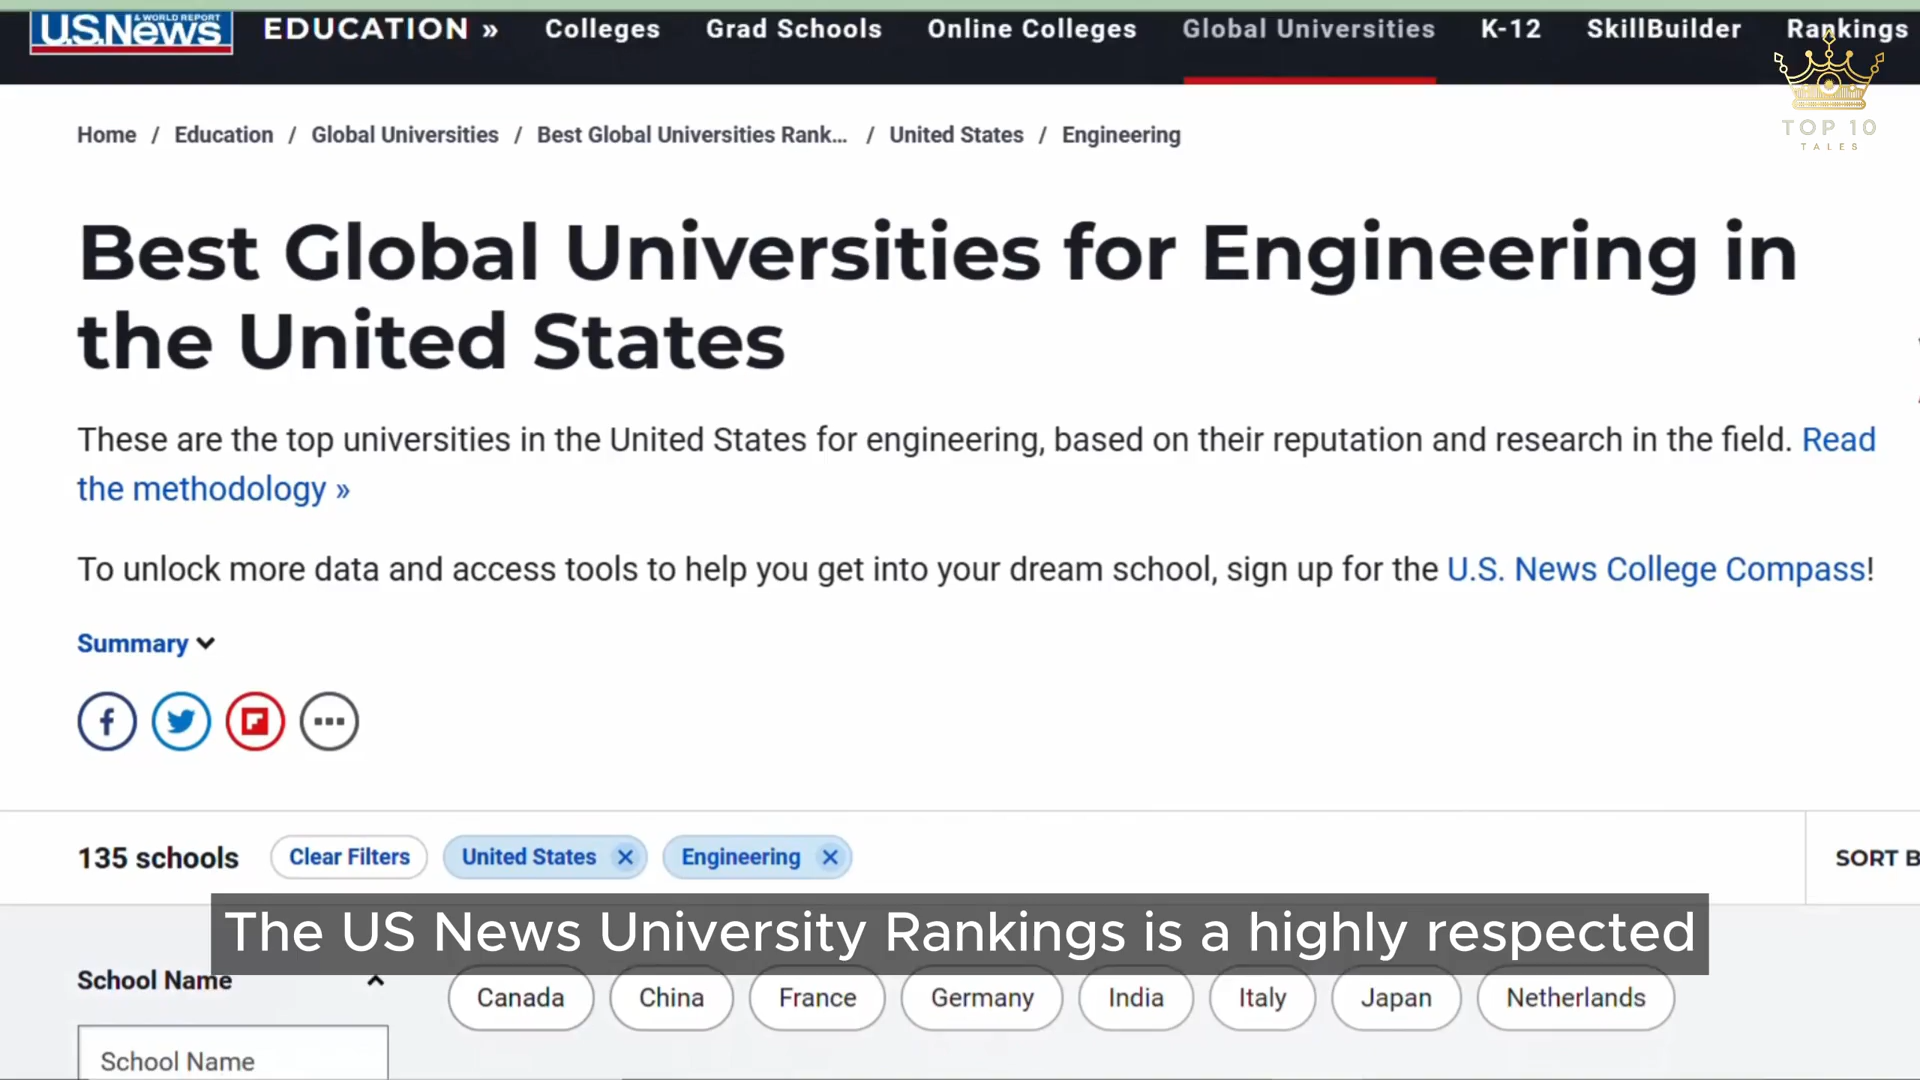 U.S.News
& WORLD REPORT
EDUCATION »
Colleges
Grad Schools
Online Colleges
Global Universities
K-12
SkillBuilder
Rankings
TOP 10
TALES
Home / Education / Global Universities / Best Global Universities Rank... / United States / Engineering
Best Global Universities for Engineering in
the United States
These are the top universities in the United States for engineering, based on their reputation and research in the field. Read
the methodology »
To unlock more data and access tools to help you get into your dream school, sign up for the U.S. News College Compass!
Summary
135 schools
Clear Filters
United States
Engineering
SORT B
The US News University Rankings is a highly respected
School Name
Canada
China
France
Germany
India
Italy
Japan
Netherlands
School Name